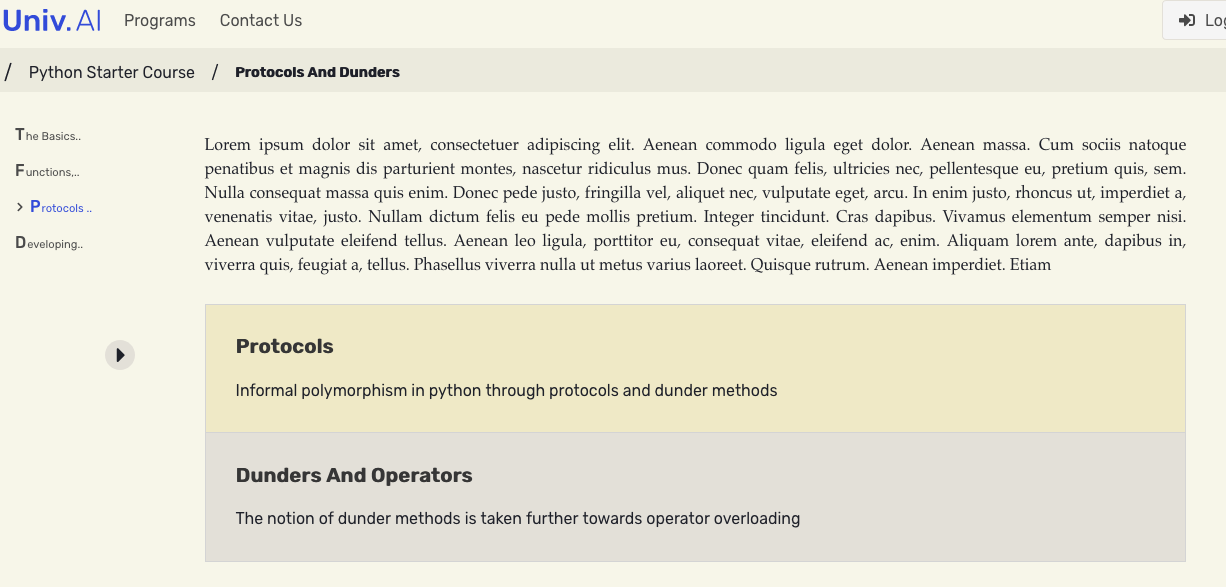 Univ.AI Programs Contact Us Log
/ Python Starter Course / Protocols And Dunders
The Basics..
Functions,..
Protocols ..
Developing..
Lorem ipsum dolor sit amet, consectetuer adipiscing elit. Aenean commodo ligula eget dolor. Aenean massa. Cum sociis natoque
penatibus et magnis dis parturient montes, nascetur ridiculus mus. Donec quam felis, ultricies nec, pellentesque eu, pretium quis, sem.
Nulla consequat massa quis enim. Donec pede justo, fringilla vel, aliquet nec, vulputate eget, arcu. In enim justo, rhoncus ut, imperdiet a,
venenatis vitae, justo. Nullam dictum felis eu pede mollis pretium. Integer tincidunt. Cras dapibus. Vivamus elementum semper nisi.
Aenean vulputate eleifend tellus. Aenean leo ligula, porttitor eu, consequat vitae, eleifend ac, enim. Aliquam lorem ante, dapibus in,
viverra quis, feugiat a, tellus. Phasellus viverra nulla ut metus varius laoreet. Quisque rutrum. Aenean imperdiet. Etiam
Protocols
Informal polymorphism in python through protocols and dunder methods
Dunders And Operators
The notion of dunder methods is taken further towards operator overloading